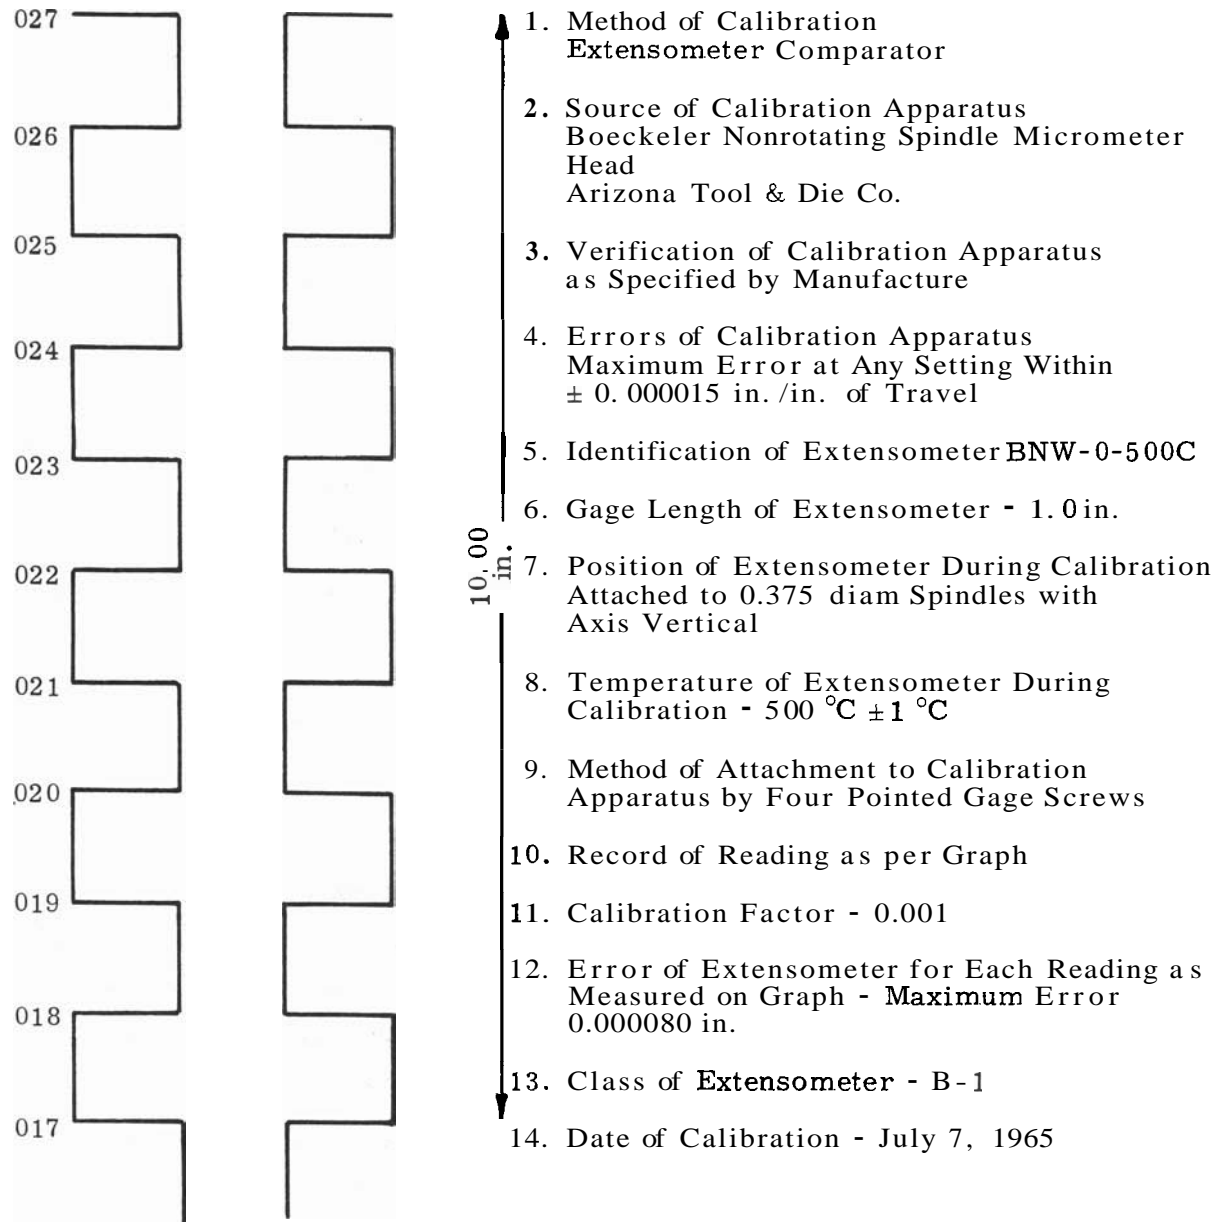 027
026
025
024
023
022
021
020
019
018
017
10,00
in.
1. Method of Calibration
Extensometer Comparator
2. Source of Calibration Apparatus
Boeckeler Nonrotating Spindle Micrometer
Head
Arizona Tool & Die Co.
3. Verification of Calibration Apparatus
as Specified by Manufacture
4. Errors of Calibration Apparatus
Maximum Error at Any Setting Within
± 0.000015 in./in. of Travel
5. Identification of Extensometer BNW-0-500C
6. Gage Length of Extensometer - 1.0 in.
7. Position of Extensometer During Calibration
Attached to 0.375 diam Spindles with
Axis Vertical
8. Temperature of Extensometer During
Calibration - 500 °C ±1 °C
9. Method of Attachment to Calibration
Apparatus by Four Pointed Gage Screws
10. Record of Reading as per Graph
11. Calibration Factor - 0.001
12. Error of Extensometer for Each Reading as
Measured on Graph - Maximum Error
0.000080 in.
13. Class of Extensometer - B-1
14. Date of Calibration - July 7, 1965